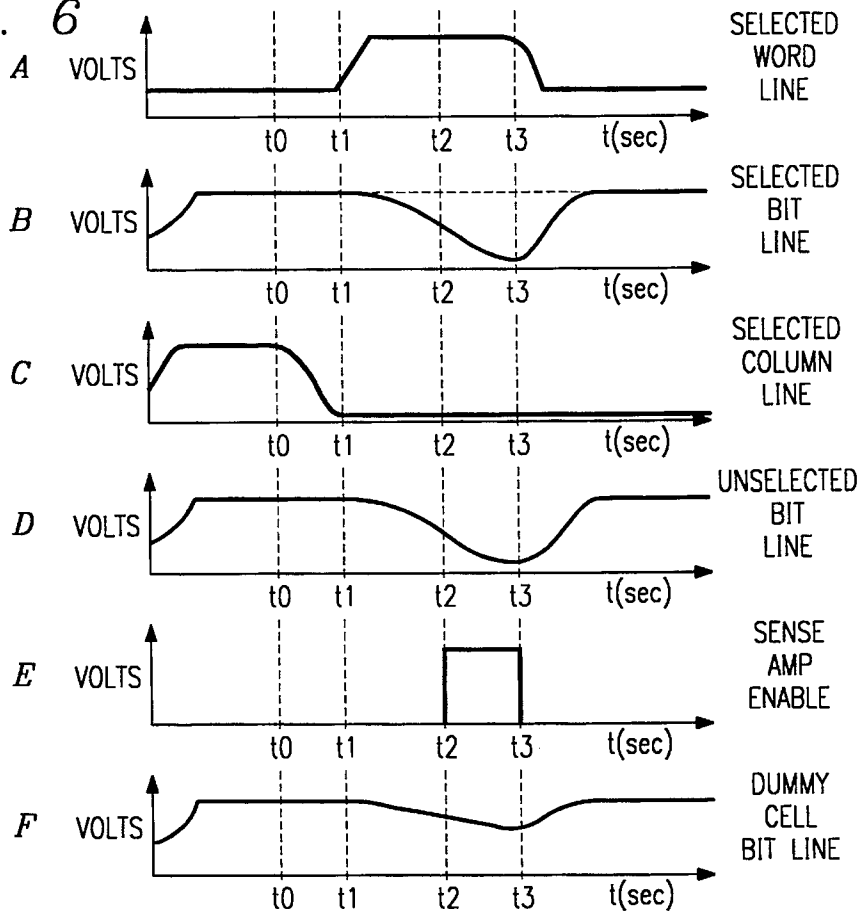 . 6
A VOLTS SELECTED
WORD
LINE
t0 t1 t2 t3 t(sec)
B VOLTS SELECTED
BIT
LINE
t0 t1 t2 t3 t(sec)
C VOLTS SELECTED
COLUMN
LINE
t0 t1 t2 t3 t(sec)
D VOLTS UNSELECTED
BIT
LINE
t0 t1 t2 t3 t(sec)
E VOLTS SENSE
AMP
ENABLE
t0 t1 t2 t3 t(sec)
F VOLTS DUMMY
CELL
BIT LINE
t0 t1 t2 t3 t(sec)